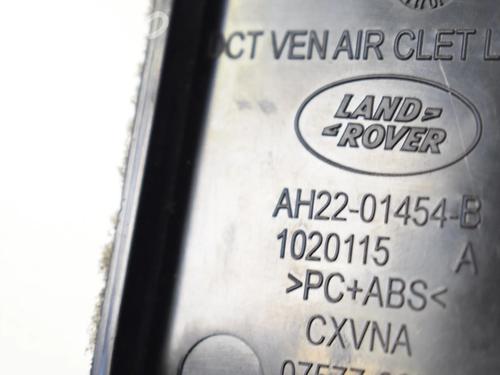 DCT VEN AIR CLET L
LAND>
<ROVER
AH22-01454-B
1020115 A
>PC+ABS<
CXVNA